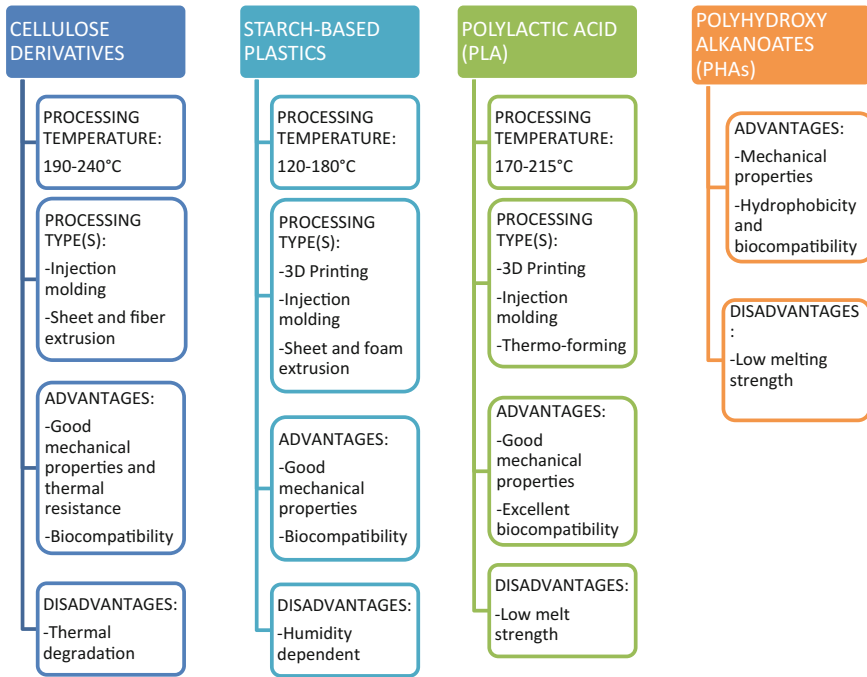 CELLULOSE
DERIVATIVES
PROCESSING
TEMPERATURE:
190-240°C
PROCESSING
TYPE(S):
-Injection
molding
-Sheet and fiber
extrusion
ADVANTAGES:
-Good
mechanical
properties and
thermal
resistance
-Biocompatibility
DISADVANTAGES:
-Thermal
degradation
STARCH-BASED
PLASTICS
PROCESSING
TEMPERATURE:
120-180°C
PROCESSING
TYPE(S):
-3D Printing
-Injection
molding
-Sheet and foam
extrusion
ADVANTAGES:
-Good
mechanical
properties
-Biocompatibility
DISADVANTAGES:
-Humidity
dependent
POLYLACTIC ACID
(PLA)
PROCESSING
TEMPERATURE:
170-215°C
PROCESSING
TYPE(S):
-3D Printing
-Injection
molding
-Thermo-forming
ADVANTAGES:
-Good
mechanical
properties
-Excellent
biocompatibility
DISADVANTAGES:
-Low melt
strength
POLYHYDROXY
ALKANOATES
(PHAs)
ADVANTAGES:
-Mechanical
properties
-Hydrophobicity
and
biocompatibility
DISADVANTAGES
:
-Low melting
strength